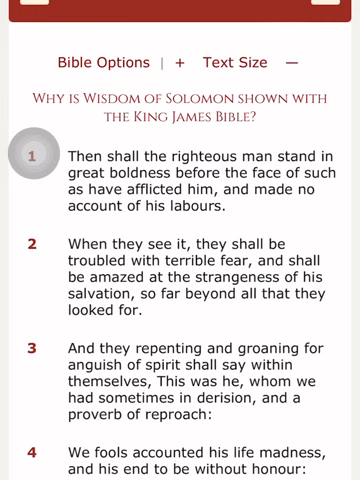 Bible Options | + Text Size —
Why is Wisdom of Solomon shown with
the King James Bible?
1 Then shall the righteous man stand in
great boldness before the face of such
as have afflicted him, and made no
account of his labours.
2 When they see it, they shall be
troubled with terrible fear, and shall
be amazed at the strangeness of his
salvation, so far beyond all that they
looked for.
3 And they repenting and groaning for
anguish of spirit shall say within
themselves, This was he, whom we
had sometimes in derision, and a
proverb of reproach:
4 We fools accounted his life madness,
and his end to be without honour: